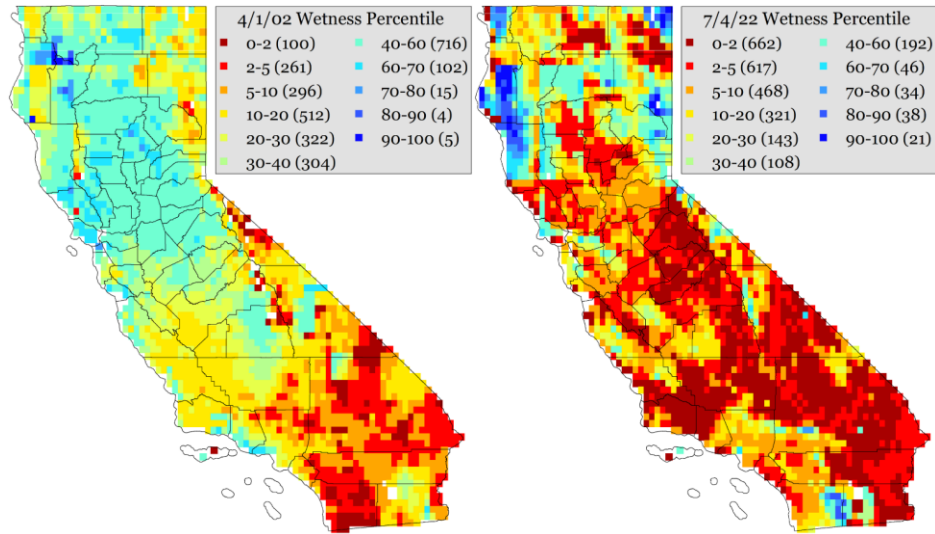 4/1/02 Wetness Percentile
0-2 (100) 40-60 (716)
2-5 (261) 60-70 (102)
5-10 (296) 70-80 (15)
10-20 (512) 80-90 (4)
20-30 (322) 90-100 (5)
30-40 (304)
7/4/22 Wetness Percentile
0-2 (662) 40-60 (192)
2-5 (617) 60-70 (46)
5-10 (468) 70-80 (34)
10-20 (321) 80-90 (38)
20-30 (143) 90-100 (21)
30-40 (108)